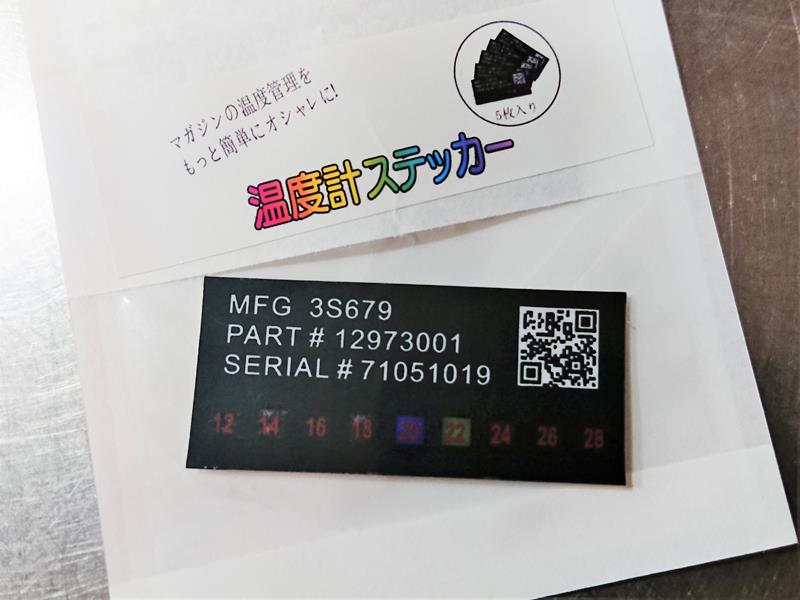 マガジンの温度管理を
もっと簡単にオシャレに!
5枚入り
温度計ステッカー
MFG 3S679
PART # 12973001
SERIAL # 71051019
12 14 16 18 20 22 24 26 28